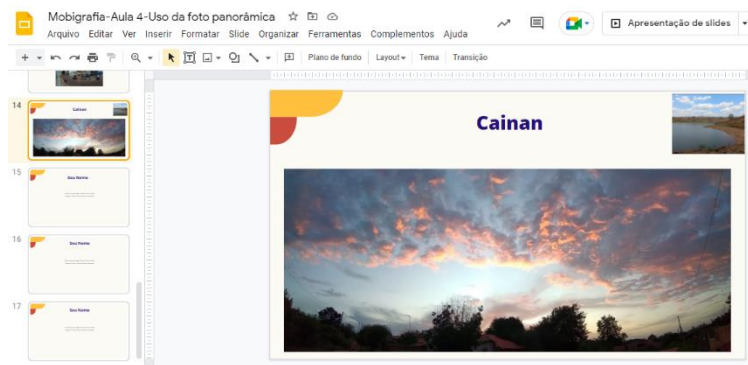 Mobigrafia-Aula 4-Uso da foto panorâmica
Arquivo Editar Ver Inserir Formatar Slide Organizar Ferramentas Complementos Ajuda
Apresentação de slides
Plano de fundo Layout Tema Transição
14
Cainan
Cainan
15
Seu Nome
16
Seu Nome
17
Seu Nome